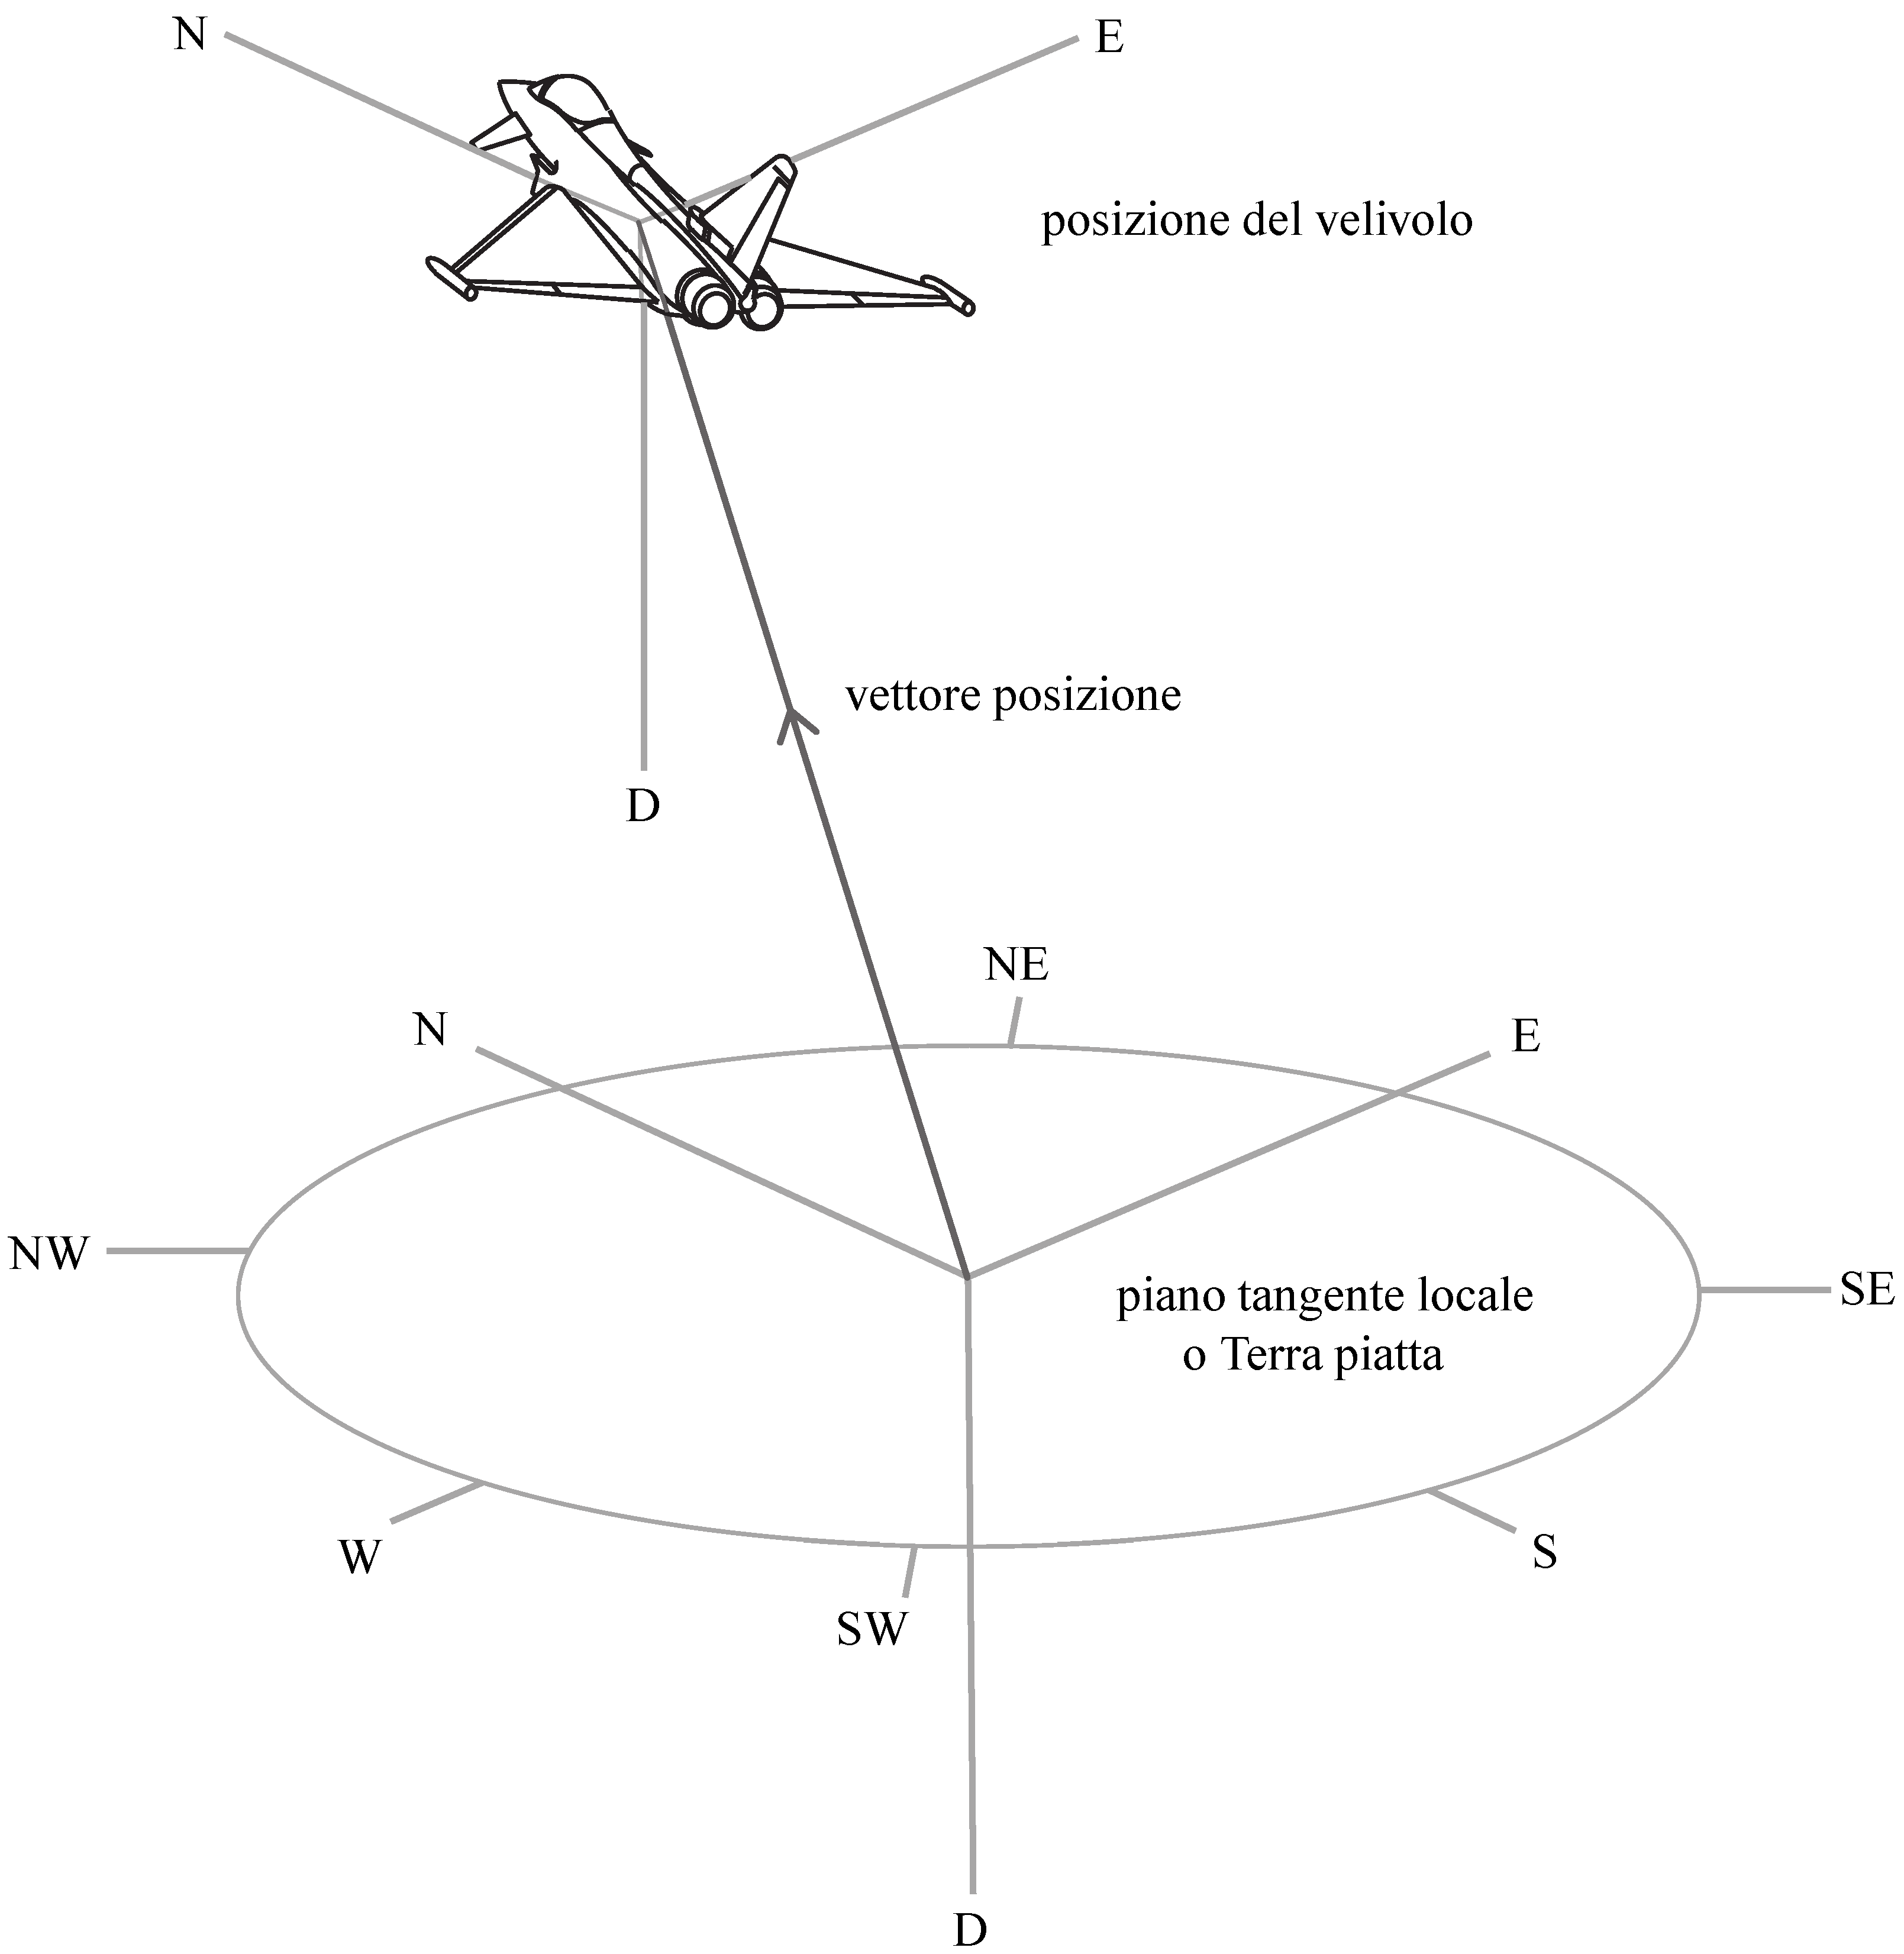 N
E
posizione del velivolo
vettore posizione
D
NE
N
E
NW
piano tangente locale
o Terra piatta
SE
W
S
SW
D